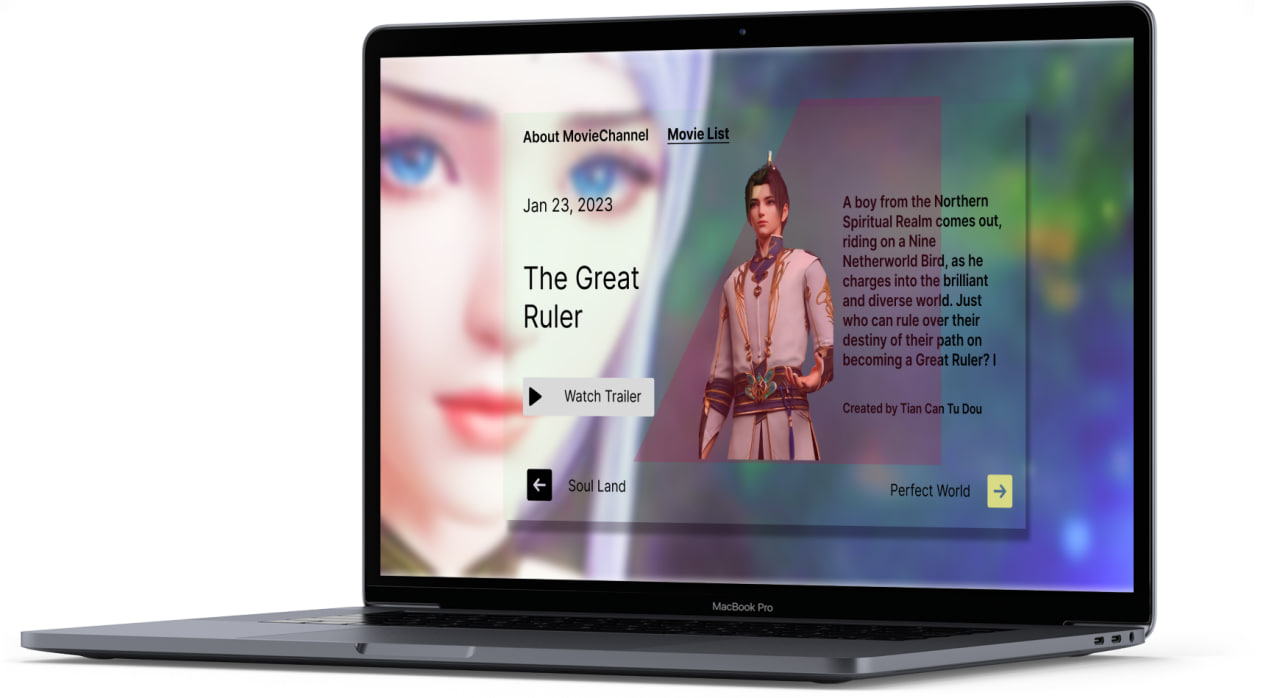 About MovieChannel Movie List
Jan 23, 2023
The Great
Ruler
Watch Trailer
A boy from the Northern
Spiritual Realm comes out,
riding on a Nine
Netherworld Bird, as he
charges into the brilliant
and diverse world. Just
who can rule over their
destiny of their path on
becoming a Great Ruler? I
Created by Tian Can Tu Dou
Soul Land
Perfect World
MacBook Pro